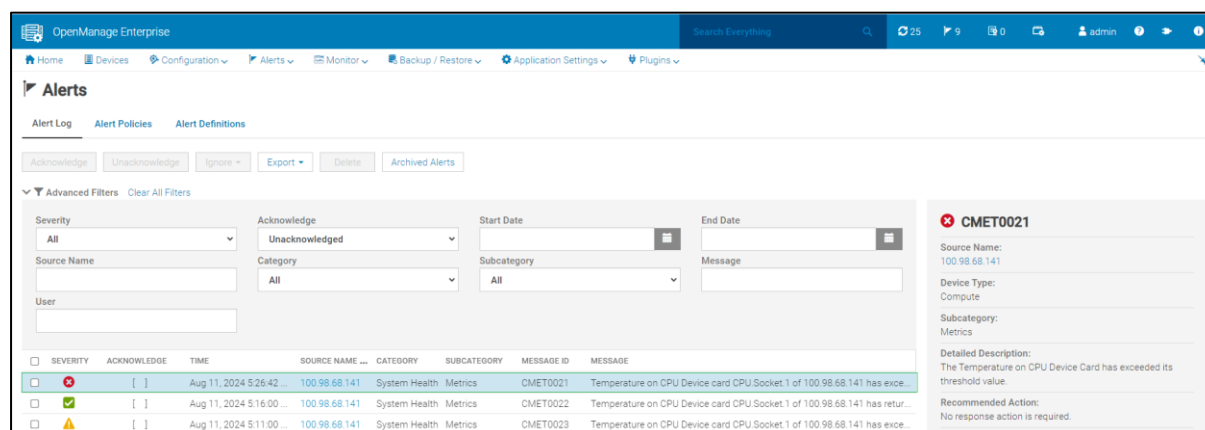 OpenManage Enterprise Search Everything 25 9 0 admin
Home Devices Configuration Alerts Monitor Backup / Restore Application Settings Plugins
Alerts
Alert Log Alert Policies Alert Definitions
Acknowledge Unacknowledge Ignore Export Delete Archived Alerts
Advanced Filters Clear All Filters
Severity Acknowledge Start Date End Date
All Unacknowledged
Source Name Category Subcategory Message
All All
User
SEVERITY ACKNOWLEDGE TIME SOURCE NAME ... CATEGORY SUBCATEGORY MESSAGE ID MESSAGE
[ ] Aug 11, 2024 5:26:42 ... 100.98.68.141 System Health Metrics CMET0021 Temperature on CPU Device card CPU.Socket.1 of 100.98.68.141 has exce...
[ ] Aug 11, 2024 5:16:00 ... 100.98.68.141 System Health Metrics CMET0022 Temperature on CPU Device card CPU.Socket.1 of 100.98.68.141 has retur...
[ ] Aug 11, 2024 5:11:00 ... 100.98.68.141 System Health Metrics CMET0023 Temperature on CPU Device card CPU.Socket.1 of 100.98.68.141 has exce...
CMET0021
Source Name:
100.98.68.141
Device Type:
Compute
Subcategory:
Metrics
Detailed Description:
The Temperature on CPU Device Card has exceeded its
threshold value.
Recommended Action:
No response action is required.